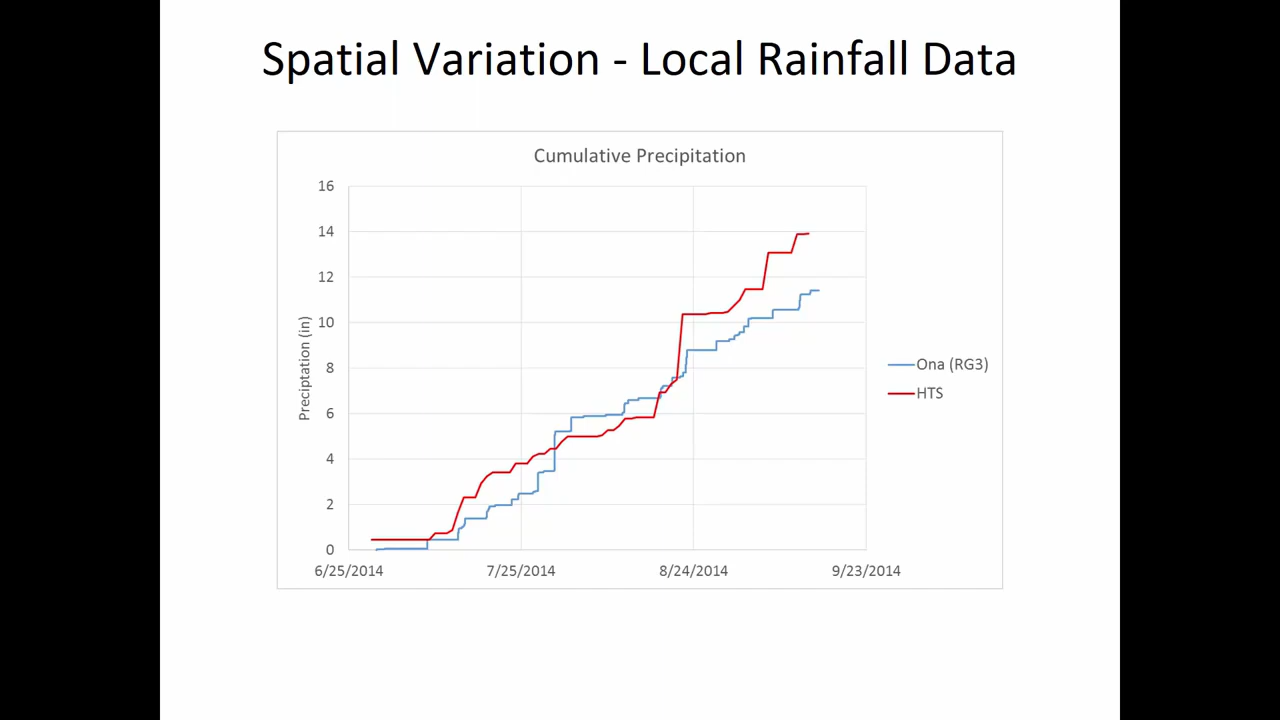 Spatial Variation - Local Rainfall Data
Cumulative Precipitation
16
14
12
10
8
6
4
2
0
Preciptation (in)
6/25/2014
7/25/2014
8/24/2014
9/23/2014
Ona (RG3)
HTS